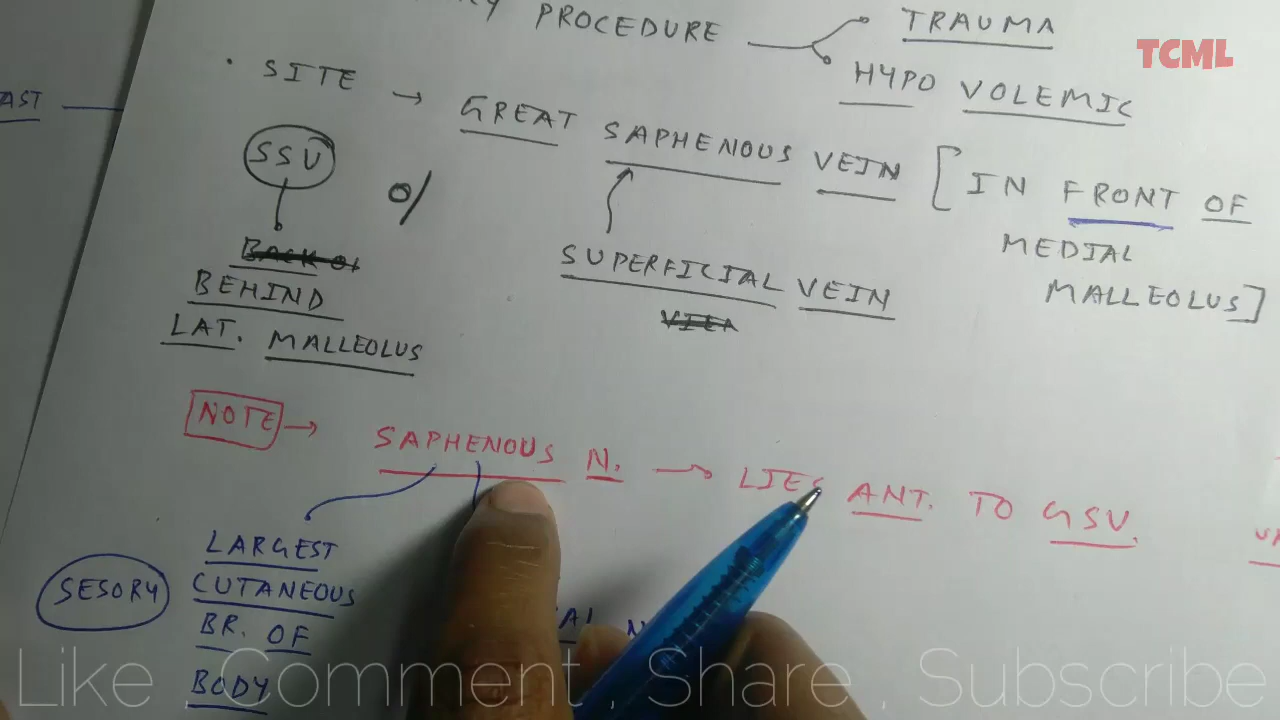 PROCEDURE
TRAUMA
HYPO VOLEMIC
TCML
AST
• SITE → GREAT SAPHENOUS VEIN [IN FRONT OF
MEDIAL
MALLEOLUS]
SSV
SUPERFICIAL VEIN
BEHIND
LAT. MALLEOLUS
NOTE → SAPHENOUS N. → LIES ANT. TO GSV.
LARGEST
SESORY
CUTANEOUS
BR. OF
BODY
Like , Comment , Share , Subscribe